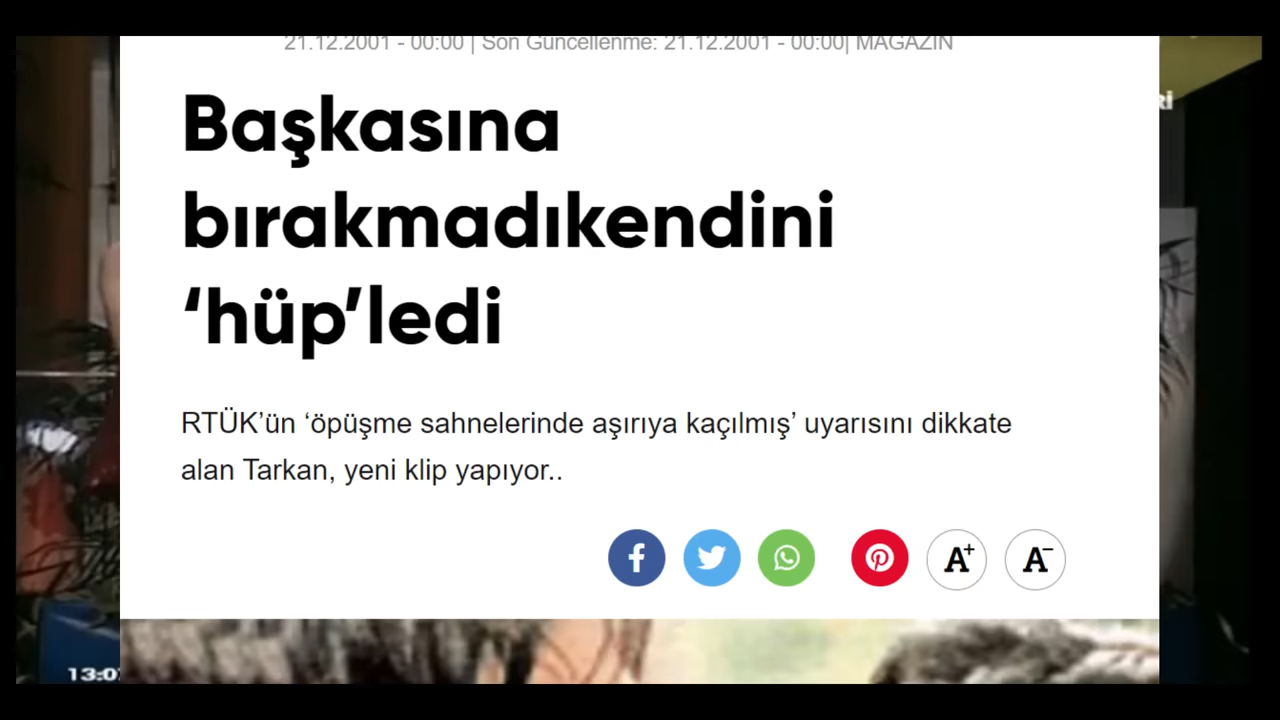 21.12.2001 - 00:00 | Son Güncellenme: 21.12.2001 - 00:00| MAGAZİN
Başkasına
bırakmadıkendini
‘hüp’ledi
RTÜK’ün ‘öpüşme sahnelerinde aşırıya kaçılmış’ uyarısını dikkate
alan Tarkan, yeni klip yapıyor..
A+ A-